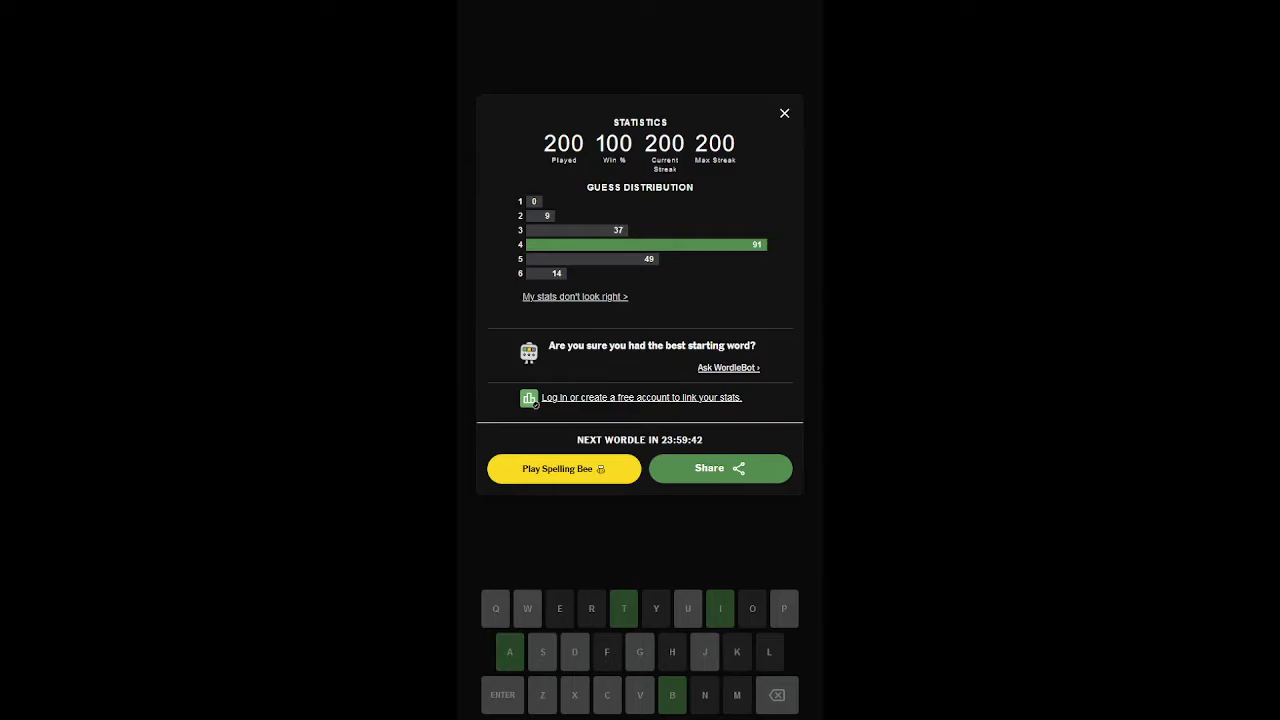 STATISTICS
200 100 200 200
Played Win % Current Streak Max Streak
GUESS DISTRIBUTION
1 0
2 9
3 37
4 91
5 49
6 14
My stats don't look right >
Are you sure you had the best starting word?
Ask WordleBot ›
Log in or create a free account to link your stats.
NEXT WORDLE IN 23:59:42
Play Spelling Bee Share
Q W E R T Y U I O P
A S D F G H J K L
ENTER Z X C V B N M